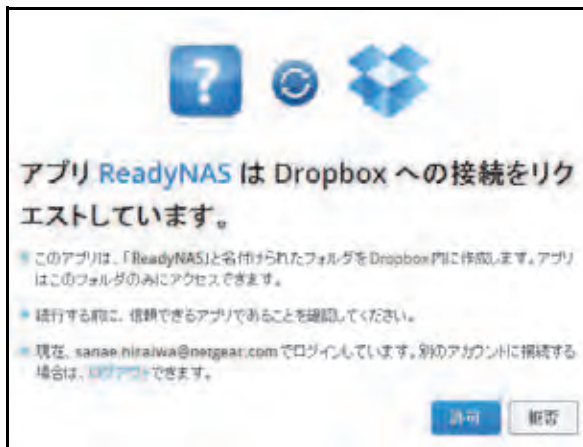 ?
アプリ ReadyNAS は Dropbox への接続をリク
エストしています。
このアプリは、「ReadyNAS」と名付けられたフォルダをDropbox内に作成します。アプリ
はこのフォルダのみにアクセスできます。
続行する前に、信頼できるアプリであることを確認してください。
現在、sanae.hiraiwa@netgear.comでログインしています。別のアカウントに接続する
場合は、ログアウトできます。
許可 拒否